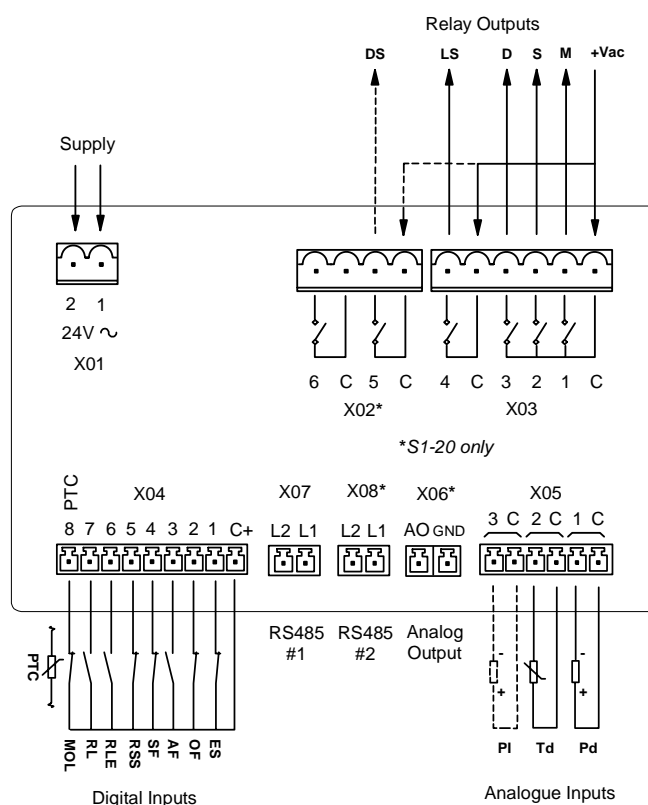 Relay Outputs
DS LS D S M +Vac
Supply
2 1
24V ~
X01
6 C 5 C 4 C 3 2 1 C
X02* X03
*S1-20 only
PTC
X04 X07 X08* X06* X05
8 7 6 5 4 3 2 1 C+
L2 L1 L2 L1 AO GND
3 C 2 C 1 C
RS485 #1
RS485 #2
Analog Output
PTC
- + - +
MOL RL RLE RSS SF AF OF ES
PI Td Pd
Digital Inputs
Analogue Inputs